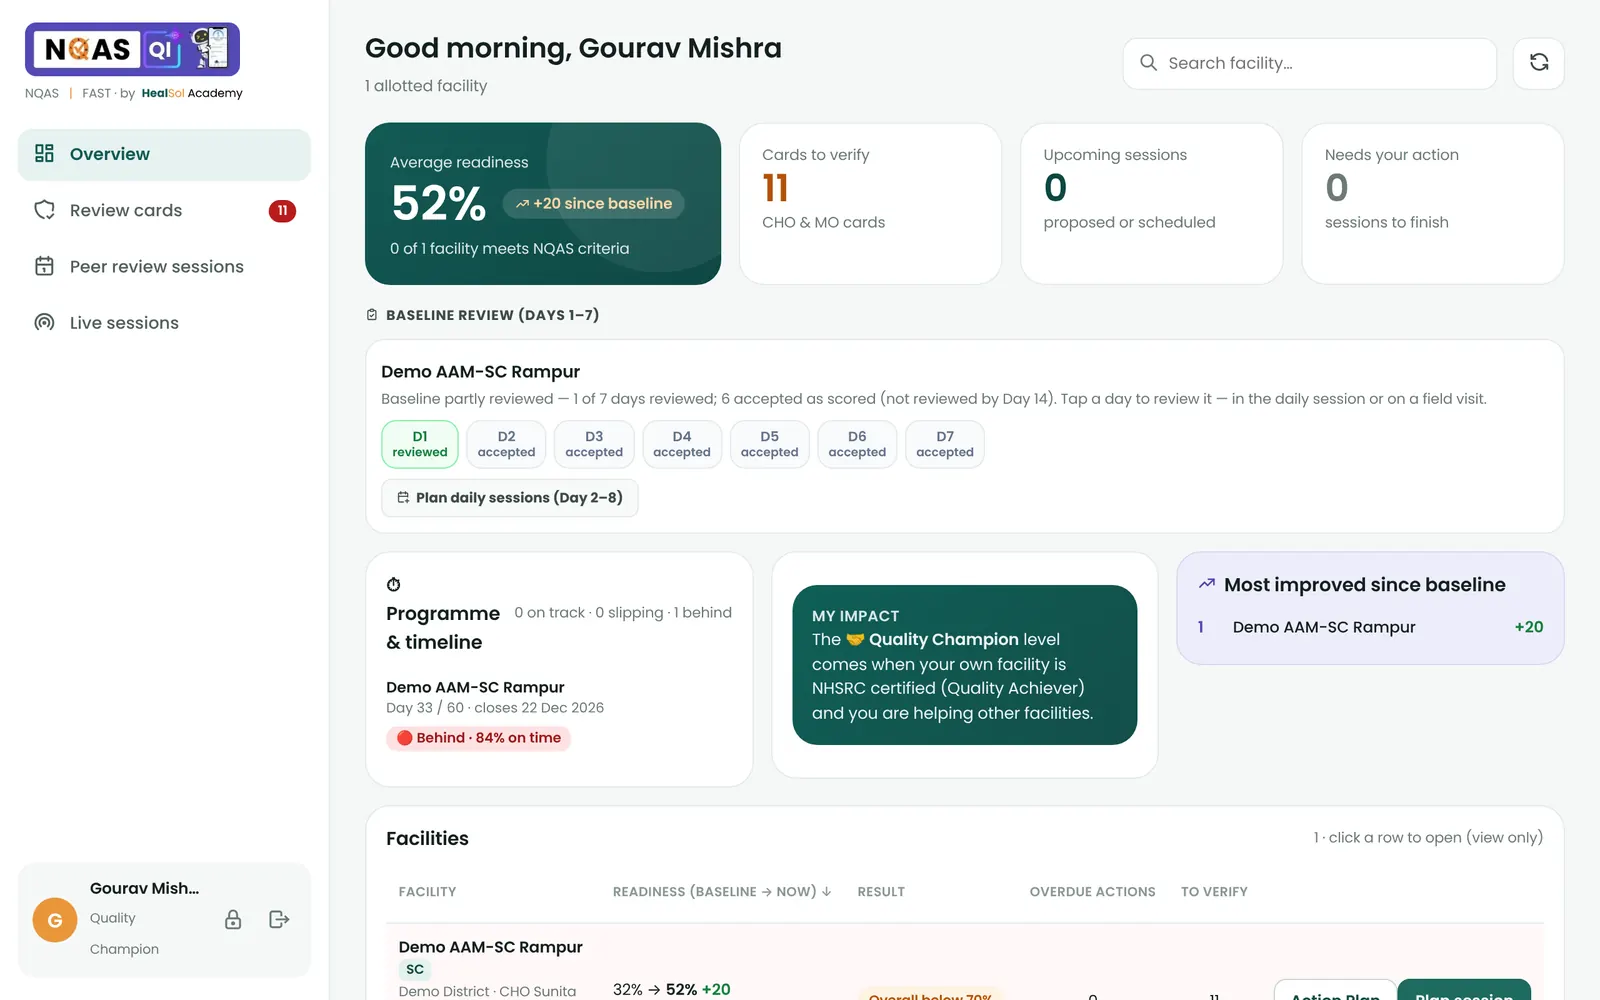 NQAS QI
NQAS | FAST · by HealSol Academy
Overview
Review cards 11
Peer review sessions
Live sessions
G
Gourav Mish...
Quality
Champion
Good morning, Gourav Mishra
1 allotted facility
Search facility...
Average readiness
52% +20 since baseline
0 of 1 facility meets NQAS criteria
Cards to verify
11
CHO & MO cards
Upcoming sessions
0
proposed or scheduled
Needs your action
0
sessions to finish
BASELINE REVIEW (DAYS 1–7)
Demo AAM-SC Rampur
Baseline partly reviewed — 1 of 7 days reviewed; 6 accepted as scored (not reviewed by Day 14). Tap a day to review it — in the daily session or on a field visit.
D1 D2 D3 D4 D5 D6 D7
reviewed accepted accepted accepted accepted accepted accepted
Plan daily sessions (Day 2–8)
Programme 0 on track · 0 slipping · 1 behind
& timeline
Demo AAM-SC Rampur
Day 33 / 60 · closes 22 Dec 2026
Behind · 84% on time
MY IMPACT
The 🤝 Quality Champion level
comes when your own facility is
NHSRC certified (Quality Achiever)
and you are helping other facilities.
Most improved since baseline
1 Demo AAM-SC Rampur +20
Facilities 1 · click a row to open (view only)
FACILITY READINESS (BASELINE → NOW) ↓ RESULT OVERDUE ACTIONS TO VERIFY
Demo AAM-SC Rampur
SC
Demo District · CHO Sunita
32% → 52% +20
Overall below 70% 0 11 Action Plan Plan session